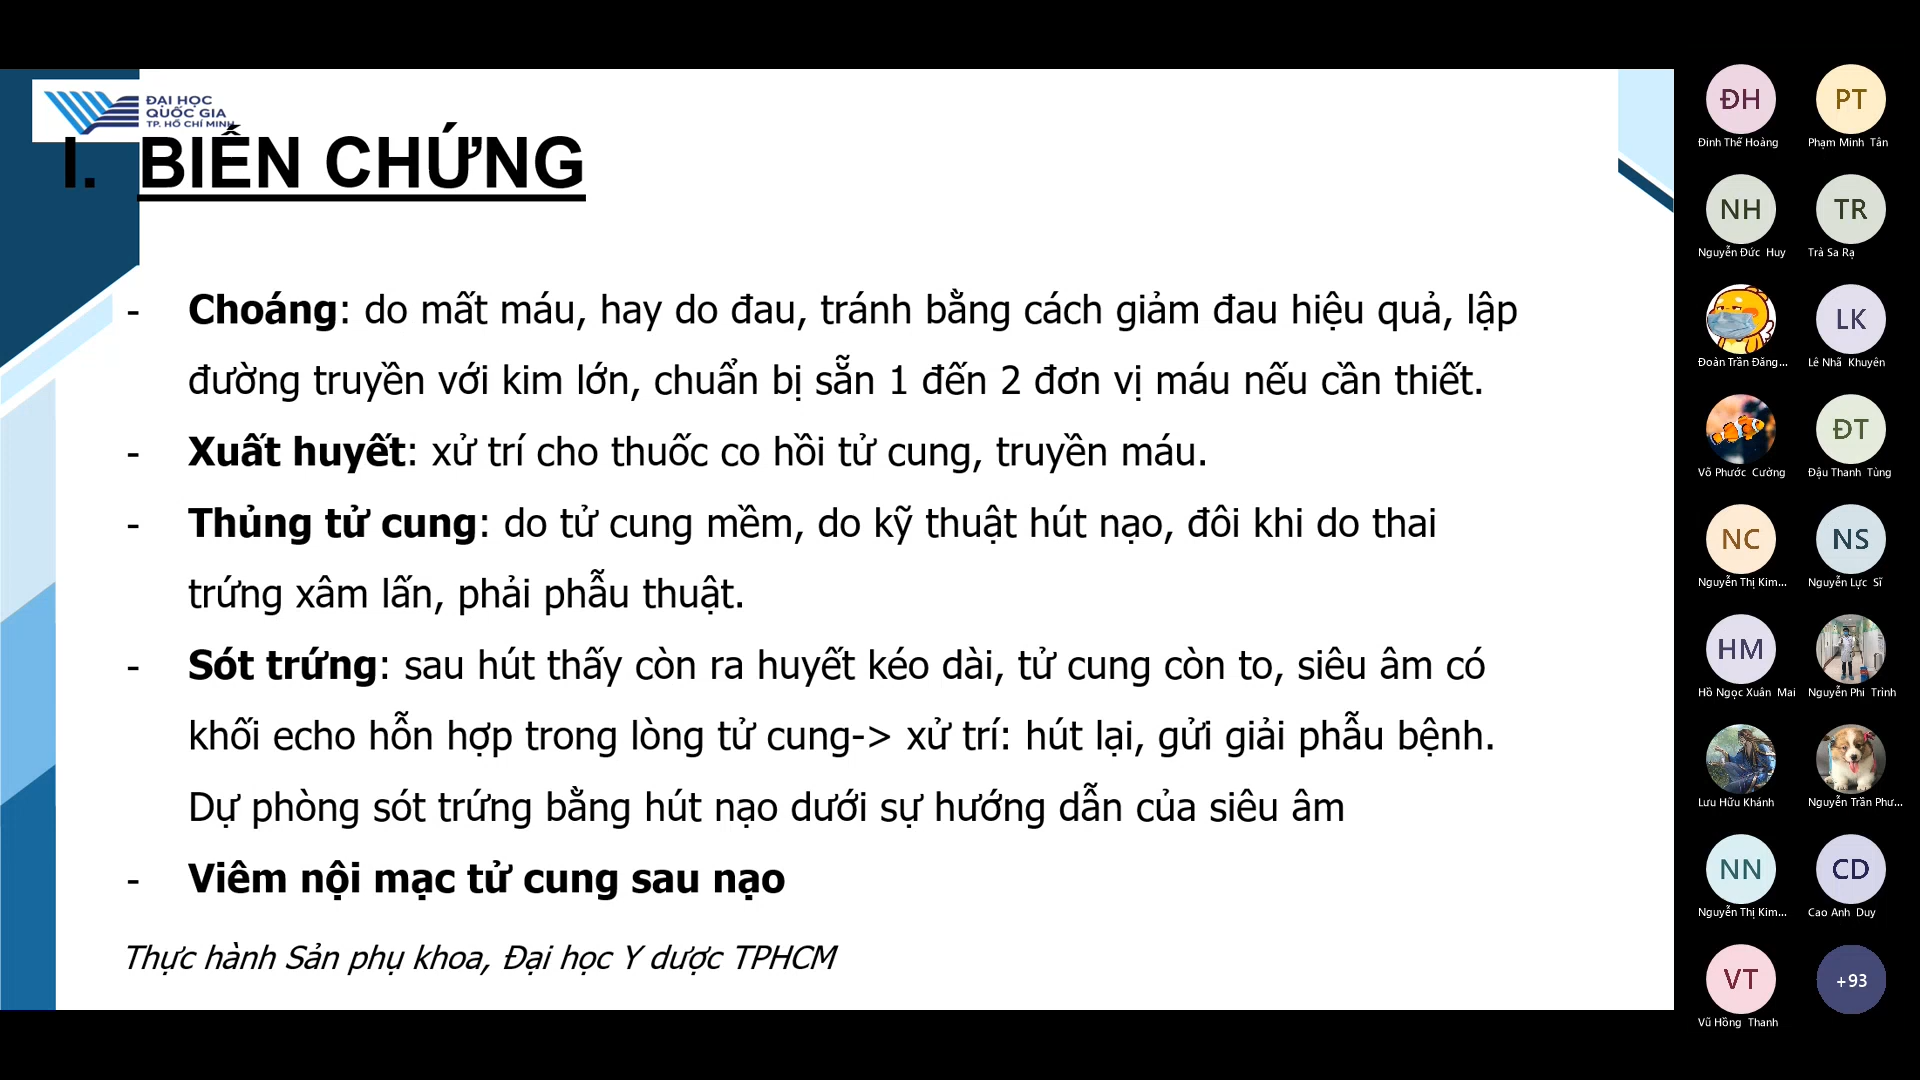 ĐẠI HỌC
QUỐC GIA
TP. HỒ CHÍ MINH
I. BIẾN CHỨNG
- Choáng: do mất máu, hay do đau, tránh bằng cách giảm đau hiệu quả, lập
đường truyền với kim lớn, chuẩn bị sẵn 1 đến 2 đơn vị máu nếu cần thiết.
- Xuất huyết: xử trí cho thuốc co hồi tử cung, truyền máu.
- Thủng tử cung: do tử cung mềm, do kỹ thuật hút nạo, đôi khi do thai
trứng xâm lấn, phải phẫu thuật.
- Sót trứng: sau hút thấy còn ra huyết kéo dài, tử cung còn to, siêu âm có
khối echo hỗn hợp trong lòng tử cung-> xử trí: hút lại, gửi giải phẫu bệnh.
Dự phòng sót trứng bằng hút nạo dưới sự hướng dẫn của siêu âm
- Viêm nội mạc tử cung sau nạo
Thực hành Sản phụ khoa, Đại học Y dược TPHCM
ĐH
PT
Đinh Thế Hoàng
Phạm Minh Tân
NH
TR
Nguyễn Đức Huy
Trà Sa Rạ
LK
Đoàn Trần Đăng...
Lê Nhã Khuyên
ĐT
Võ Phước Cường
Đậu Thanh Tùng
NC
NS
Nguyễn Thị Kim...
Nguyễn Lực Sĩ
HM
Hồ Ngọc Xuân Mai
Nguyễn Phi Trình
Lưu Hữu Khánh
Nguyễn Trần Phư...
NN
CD
Nguyễn Thị Kim...
Cao Anh Duy
VT
+93
Vũ Hồng Thanh